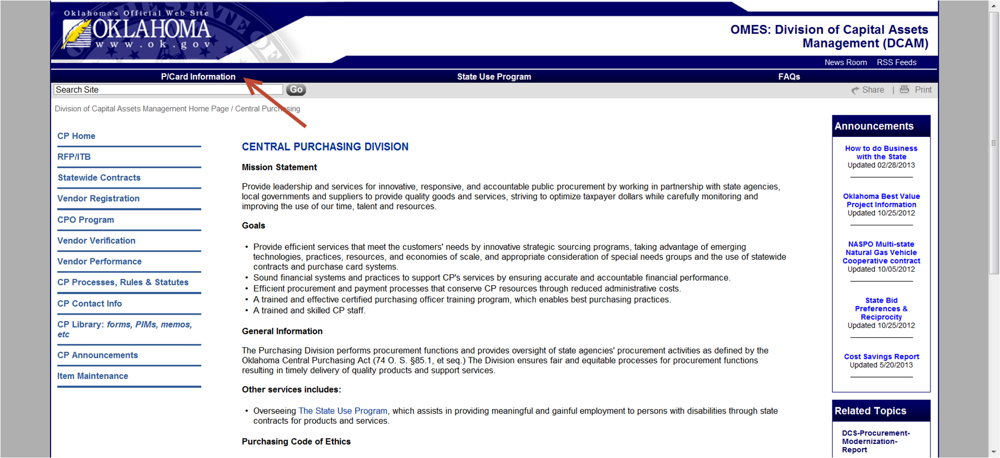 Oklahoma's Official Web Site
OKLAHOMA
www.ok.gov
OMES: Division of Capital Assets
Management (DCAM)
News Room RSS Feeds
P/Card Information State Use Program FAQs
Search Site Go
Share | Print
Division of Capital Assets Management Home Page / Central Purchasing
CP Home
RFP/ITB
Statewide Contracts
Vendor Registration
CPO Program
Vendor Verification
Vendor Performance
CP Processes, Rules & Statutes
CP Contact Info
CP Library: forms, PIMs, memos,
etc
CP Announcements
Item Maintenance
CENTRAL PURCHASING DIVISION
Mission Statement
Provide leadership and services for innovative, responsive, and accountable public procurement by working in partnership with state agencies,
local governments and suppliers to provide quality goods and services, striving to optimize taxpayer dollars while carefully monitoring and
improving the use of our time, talent and resources.
Goals
• Provide efficient services that meet the customers' needs by innovative strategic sourcing programs, taking advantage of emerging
technologies, practices, resources, and economies of scale, and appropriate consideration of special needs groups and the use of statewide
contracts and purchase card systems.
• Sound financial systems and practices to support CP's services by ensuring accurate and accountable financial performance.
• Efficient procurement and payment processes that conserve CP resources through reduced administrative costs.
• A trained and effective certified purchasing officer training program, which enables best purchasing practices.
• A trained and skilled CP staff.
General Information
The Purchasing Division performs procurement functions and provides oversight of state agencies' procurement activities as defined by the
Oklahoma Central Purchasing Act (74 O. S. §85.1, et seq.) The Division ensures fair and equitable processes for procurement functions
resulting in timely delivery of quality products and support services.
Other services includes:
• Overseeing The State Use Program, which assists in providing meaningful and gainful employment to persons with disabilities through state
contracts for products and services.
Purchasing Code of Ethics
Announcements
How to do Business
with the State
Updated 02/28/2013
Oklahoma Best Value
Project Information
Updated 10/25/2012
NASPO Multi-state
Natural Gas Vehicle
Cooperative contract
Updated 10/05/2012
State Bid
Preferences &
Reciprocity
Updated 10/25/2012
Cost Savings Report
Updated 5/20/2013
Related Topics
DCS-Procurement-
Modernization-
Report